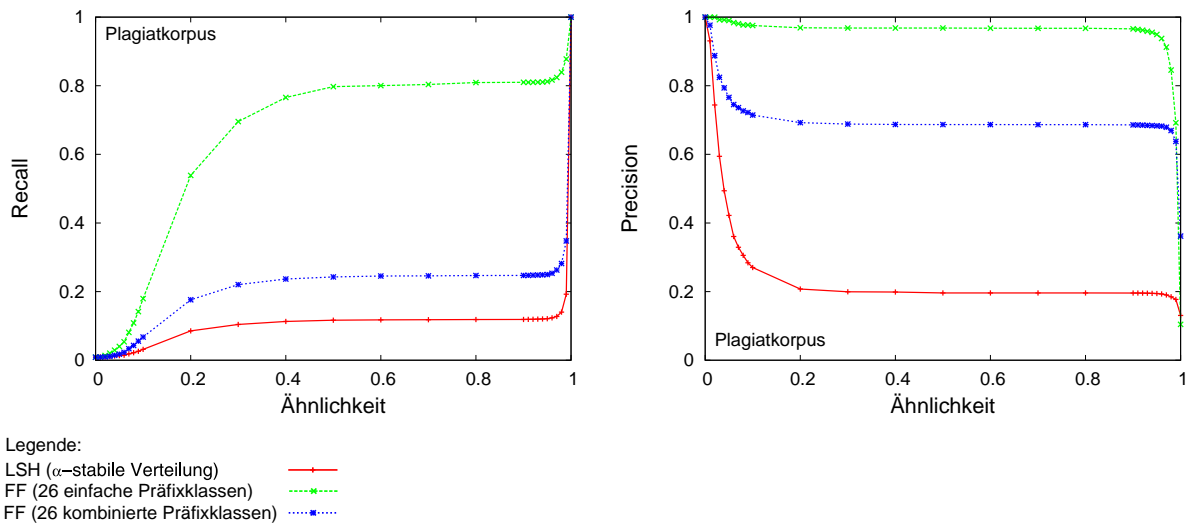 1
0.8
0.6
0.4
0.2
0
Recall
Plagiatkorpus
0 0.2 0.4 0.6 0.8 1
Ähnlichkeit
1
0.8
0.6
0.4
0.2
0
Precision
Plagiatkorpus
0 0.2 0.4 0.6 0.8 1
Ähnlichkeit
Legende:
LSH (α−stabile Verteilung)
FF (26 einfache Präfixklassen)
FF (26 kombinierte Präfixklassen)